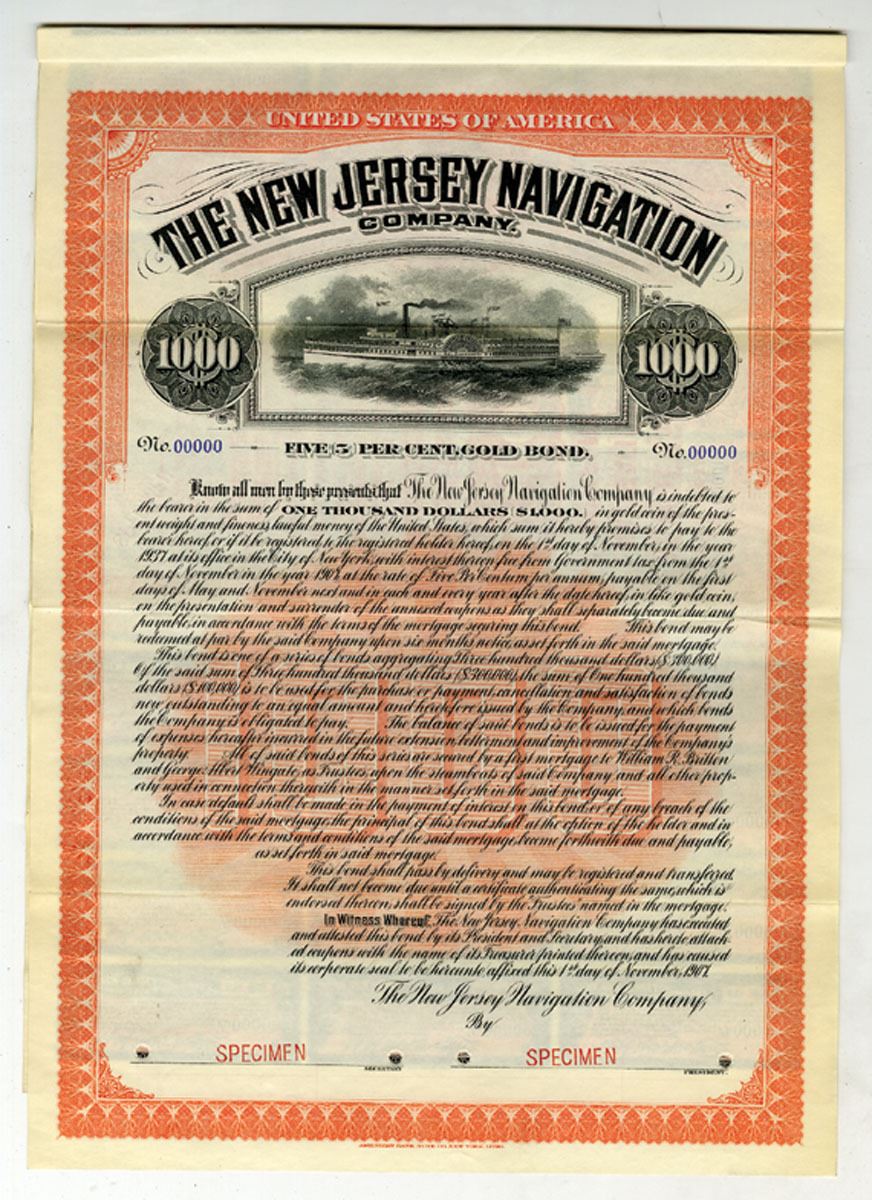 UNITED STATES OF AMERICA
THE NEW JERSEY NAVIGATION
COMPANY.
1000
1000
No. 00000
FIVE (5) PER CENT. GOLD BOND.
No. 00000
Know all men by these presents, that The New Jersey Navigation Company is indebted to
the bearer in the sum of ONE THOUSAND DOLLARS ($1,000.) in gold coin of the pres-
ent weight and fineness, lawful money of the United States, which sum it hereby promises to pay to the
bearer hereof, or if it be registered, to the registered holder hereof, on the 1st day of November, in the year
1937 at its office in the City of New York, with interest thereon free from Government tax from the 1st
day of November in the year 1907 at the rate of Five Per Centum per annum, payable on the first
days of May and November next and in each and every year after the date hereof, in like gold coin,
on the presentation and surrender of the annexed coupons as they shall separately become due and
payable, in accordance with the terms of the mortgage securing this bond. This bond may be
redeemed at par by the said Company upon six months notice, as set forth in the said mortgage.
This bond is one of a series of bonds aggregating Three hundred thousand dollars ($300,000)
Of the said sum of Three hundred thousand dollars ($300,000), the sum of One hundred thousand
dollars ($100,000) is to be used for the purchase or payment, cancellation and satisfaction of bonds
now outstanding to an equal amount and heretofore issued by the Company, and which bonds
the Company is obligated to pay. The balance of said bonds is to be issued for the payment
of expenses hereafter incurred in the future extension, betterment and improvement of the Company's
property. All of said bonds of this series are secured by a first mortgage to William R. Britton
and George Albert Wingate, as Trustees, upon the steamboats of said Company and all other prop-
erty used in connection therewith in the manner set forth in the said mortgage.
In case default shall be made in the payment of interest on this bond, or of any breach of the
conditions of the said mortgage, the principal of this bond shall at the option of the holder and in
accordance with the terms and conditions of the said mortgage, become forthwith due and payable,
as set forth in said mortgage.
This bond shall pass by delivery and may be registered and transferred.
It shall not become due until a certificate authenticating the same, which is
endorsed thereon, shall be signed by the Trustees named in the mortgage.
In Witness Whereof, The New Jersey Navigation Company has executed
and attested this bond by its President and Secretary, and has hereto attach-
ed coupons with the name of its Treasurer printed thereon, and has caused
its corporate seal to be hereunto affixed this 1st day of November, 1907.
The New Jersey Navigation Company,
By
SPECIMEN
SPECIMEN
SECRETARY
PRESIDENT.
AMERICAN BANK NOTE CO. NEW YORK.